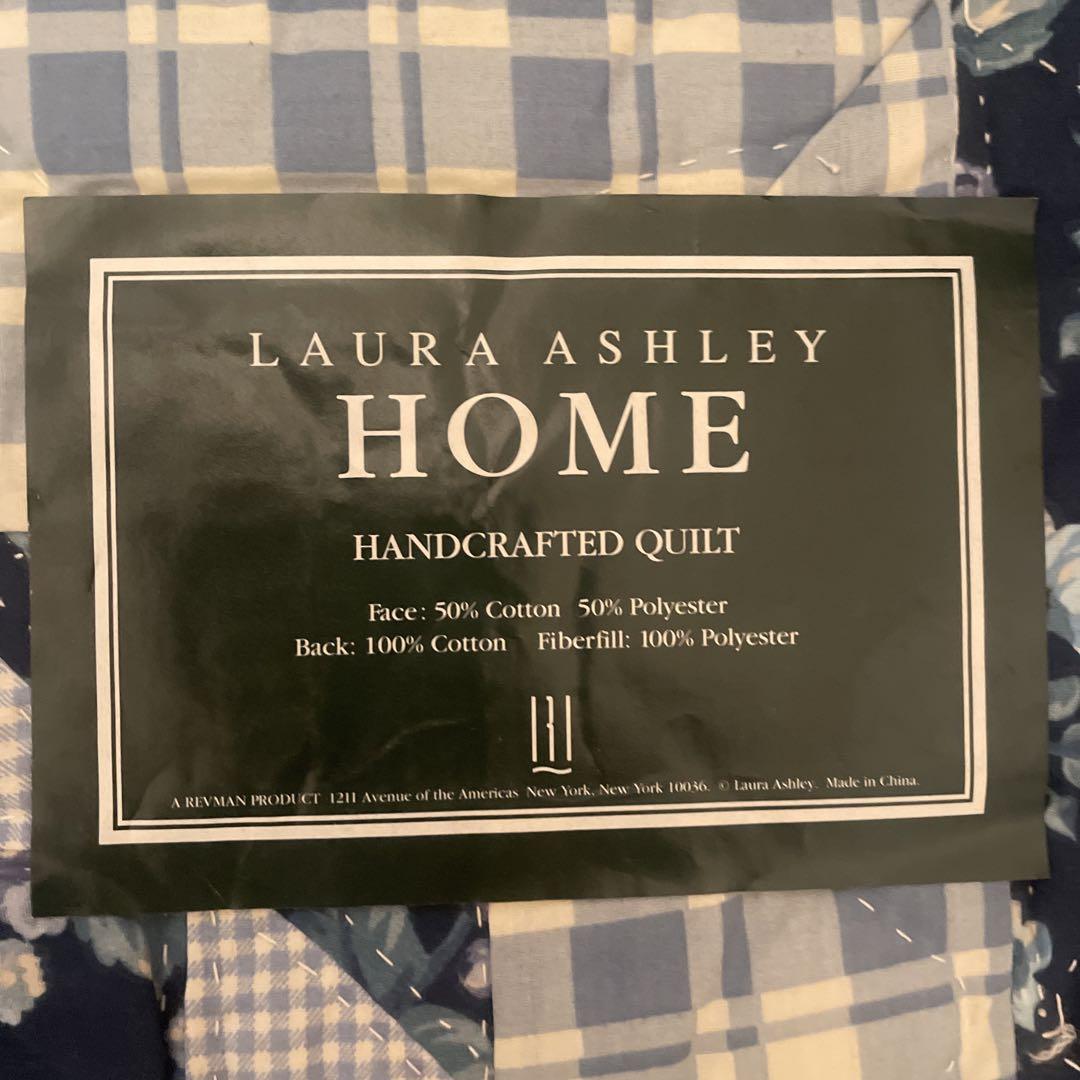 LAURA ASHLEY
HOME
HANDCRAFTED QUILT
Face: 50% Cotton 50% Polyester
Back: 100% Cotton Fiberfill: 100% Polyester
A REVMAN PRODUCT 1211 Avenue of the Americas New York, New York 10036. © Laura Ashley. Made in China.